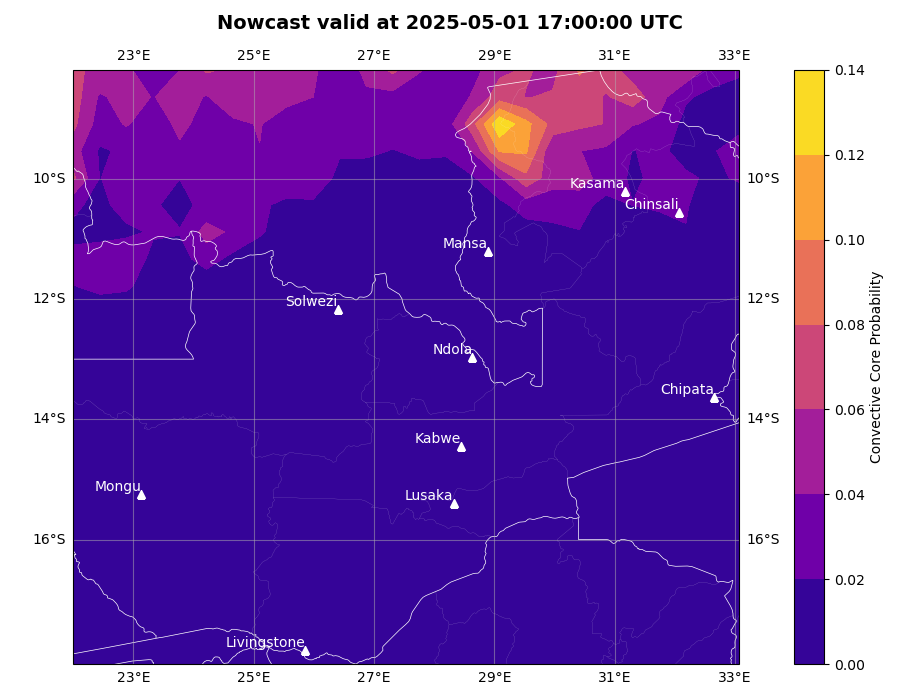 Nowcast valid at 2025-05-01 17:00:00 UTC
23°E 25°E 27°E 29°E 31°E 33°E
0.14
0.12
10°S Kasama 10°S
Chinsali
0.10
Mansa
12°S Solwezi 12°S
0.08
Ndola
Chipata
0.06
14°S 14°S
Kabwe
Mongu
Lusaka
0.04
16°S 16°S
0.02
Livingstone
0.00
23°E 25°E 27°E 29°E 31°E 33°E
Convective Core Probability